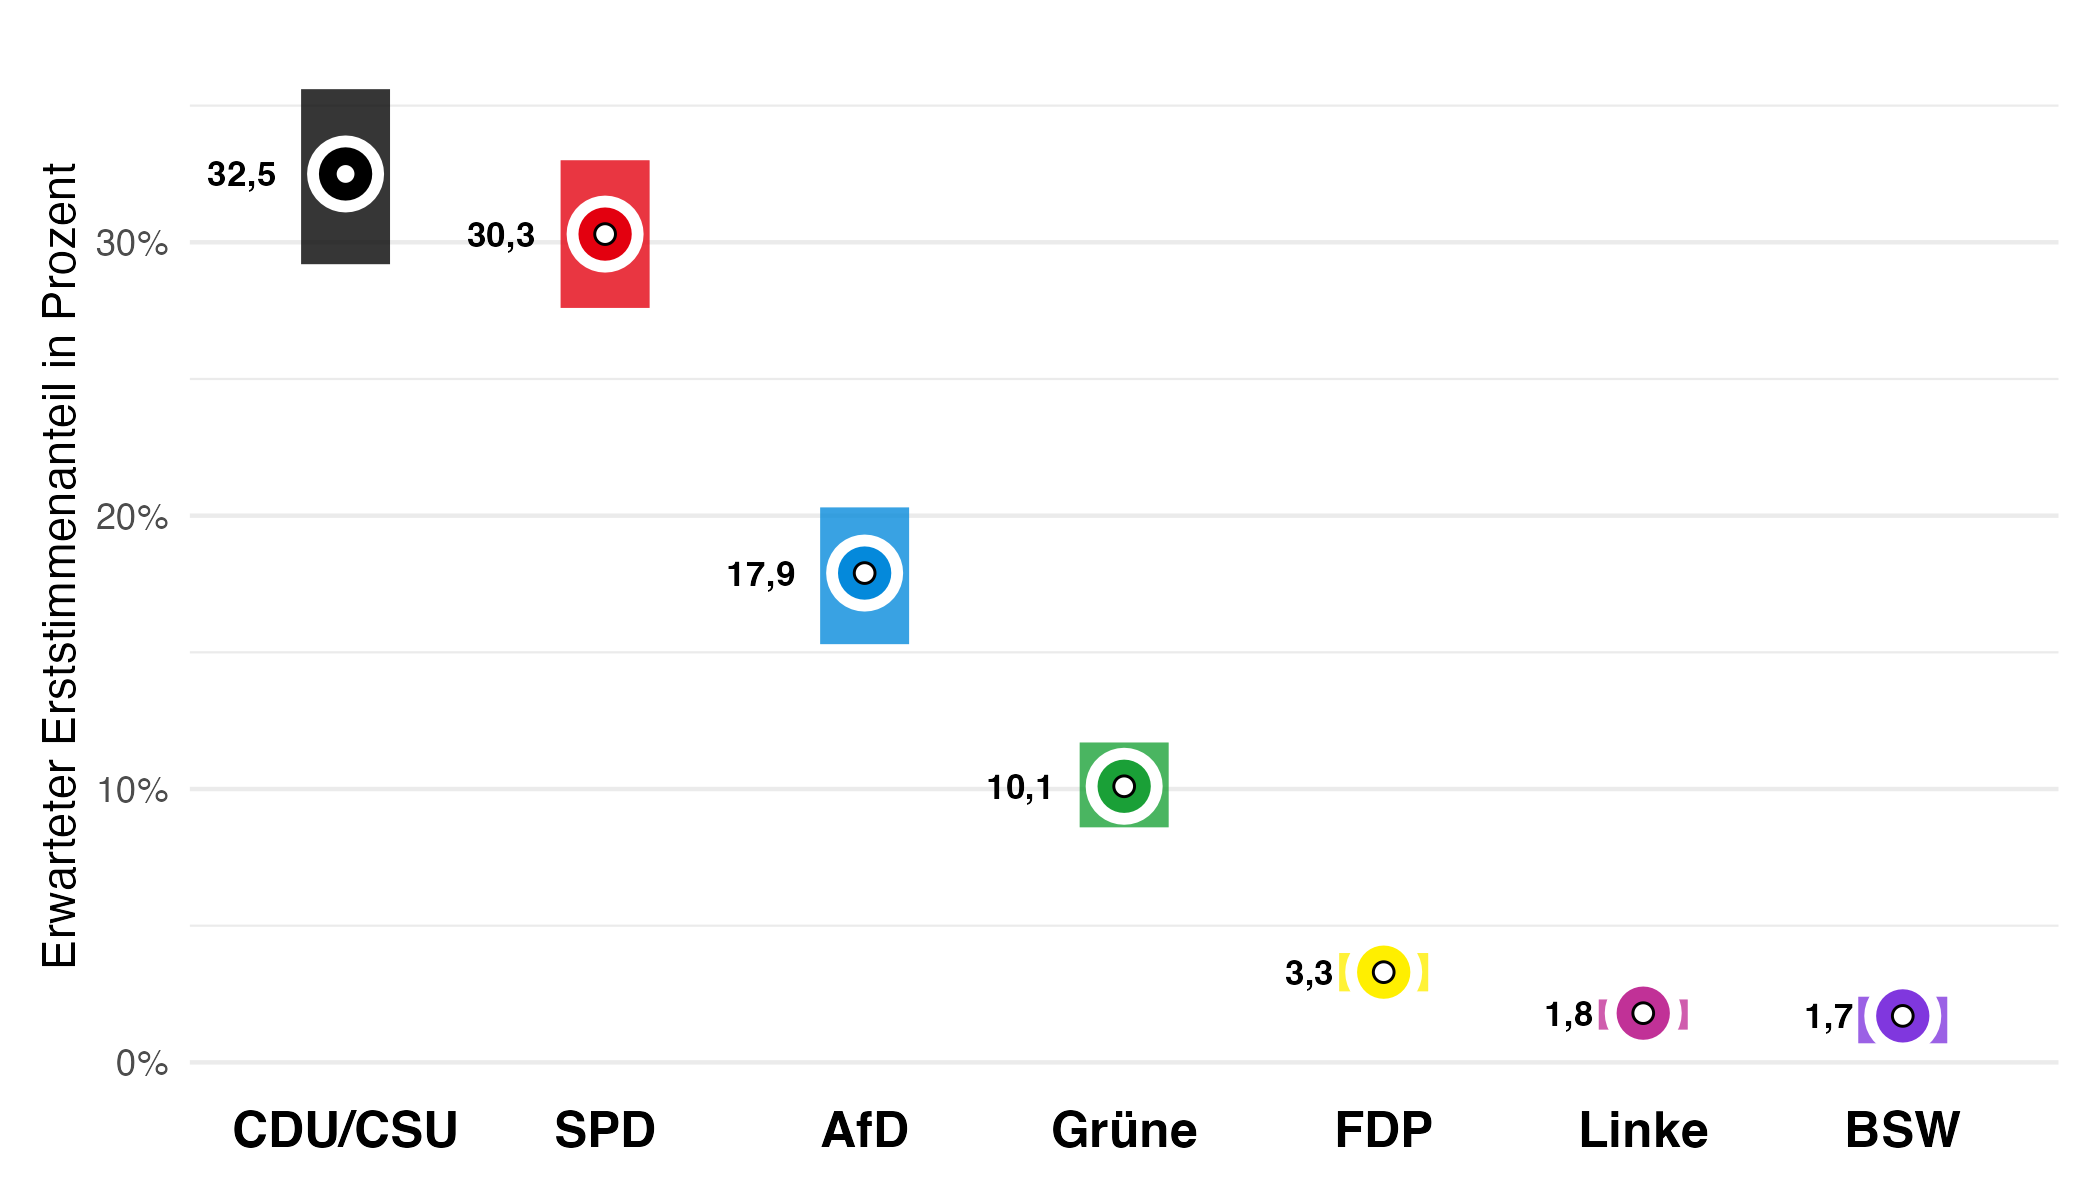 Erwarteter Erststimmenanteil in Prozent
30%
20%
10%
0%
32,5
30,3
17,9
10,1
3,3
1,8
1,7
CDU/CSU
SPD
AfD
Grüne
FDP
Linke
BSW